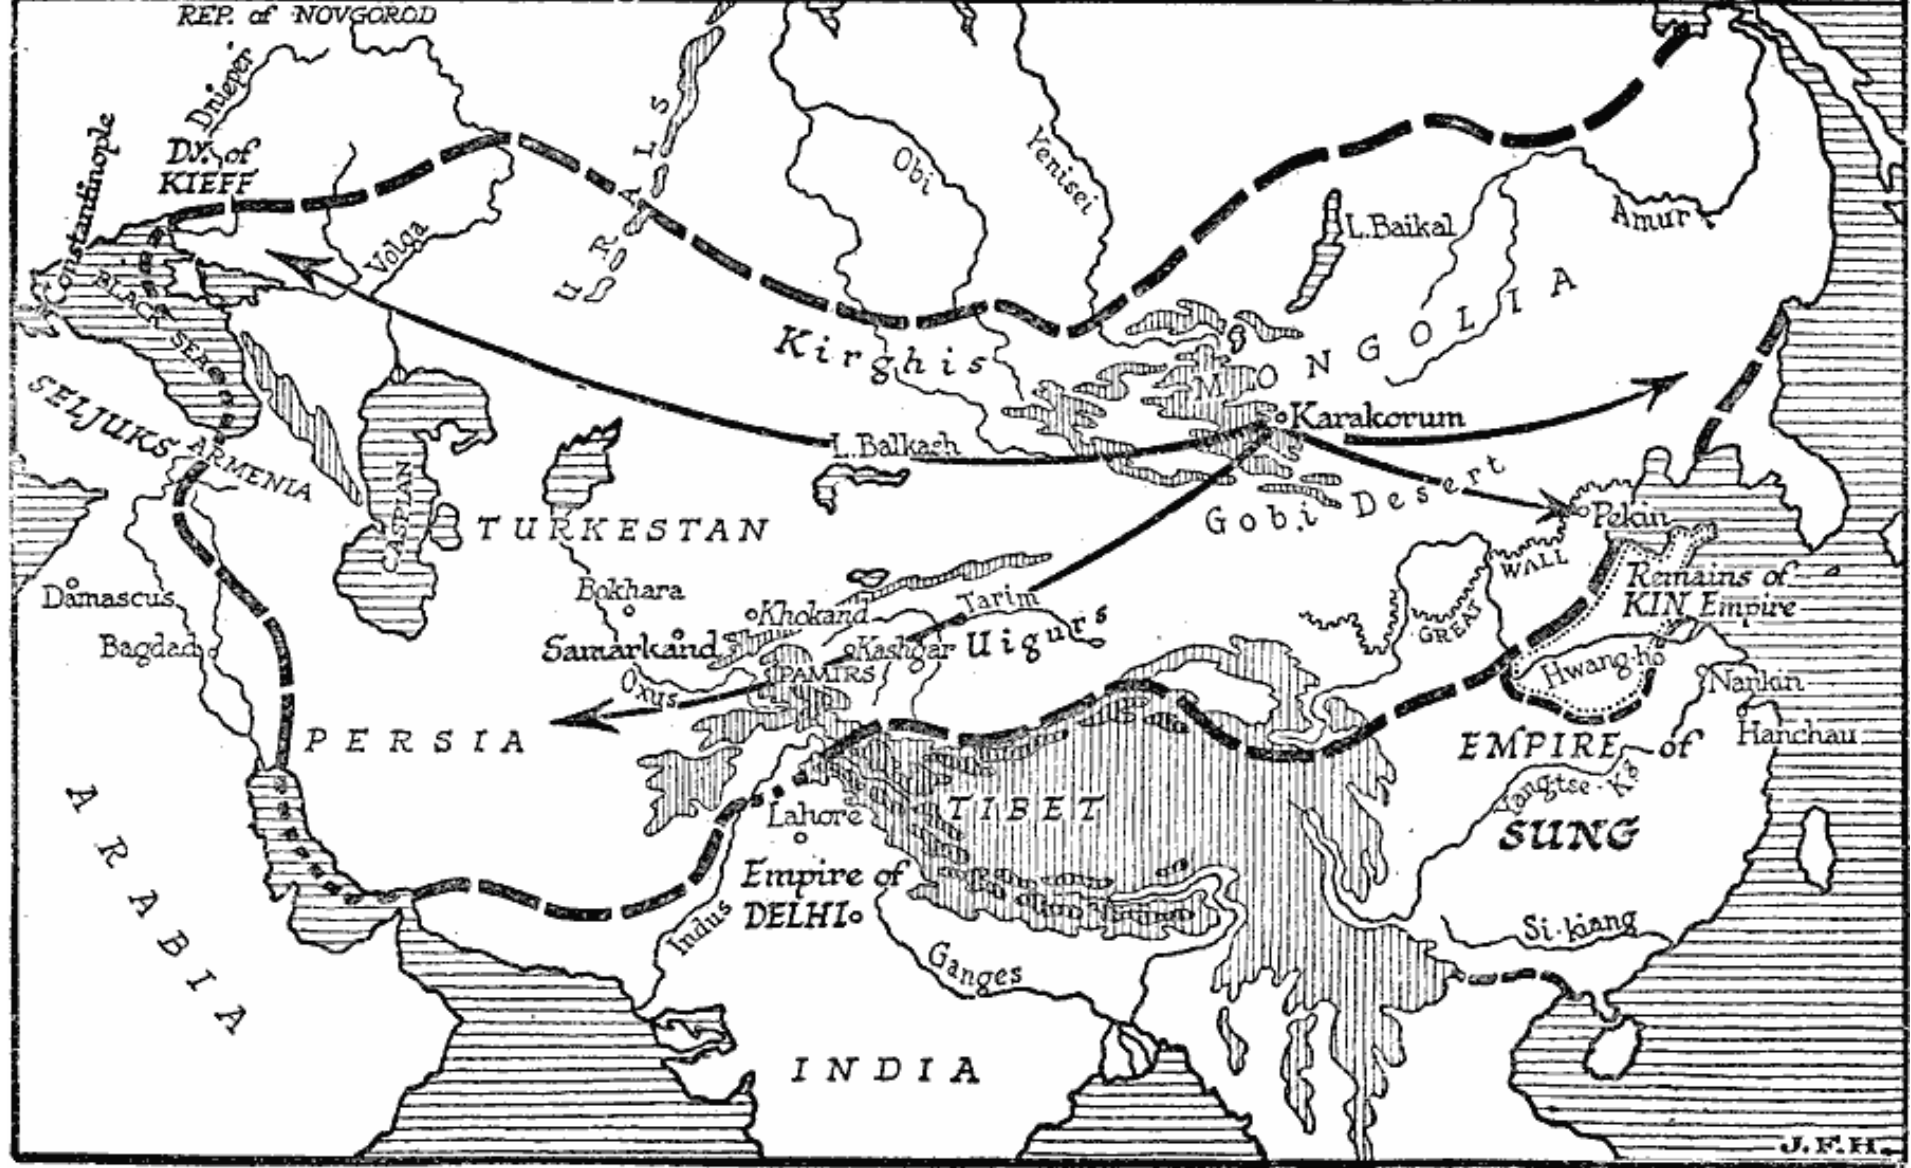 REP. of NOVGOROD
Dnieper
DY. of
KIEFF
Constantinople
BLACK SEA
Volga
URALS
Obi
Yenisei
L. Baikal
Amur
MONGOLIA
Kirghis
Karakorum
SELJUKS
ARMENIA
CASPIAN
TURKESTAN
L. Balkash
Gobi Desert
Pekin
GREAT WALL
Remains of
KIN Empire
Damascus
Bagdad
Bokhara
Khokand
Samarkand
Tarim
Kashgar
Uigurs
PAMIRS
Oxus
Hwang-ho
Nankin
Hanchau
PERSIA
ARABIA
TIBET
Lahore
Empire of
DELHI
Indus
Ganges
EMPIRE of
SUNG
Yangtse-Kg
Si-kiang
INDIA
J.F.H.